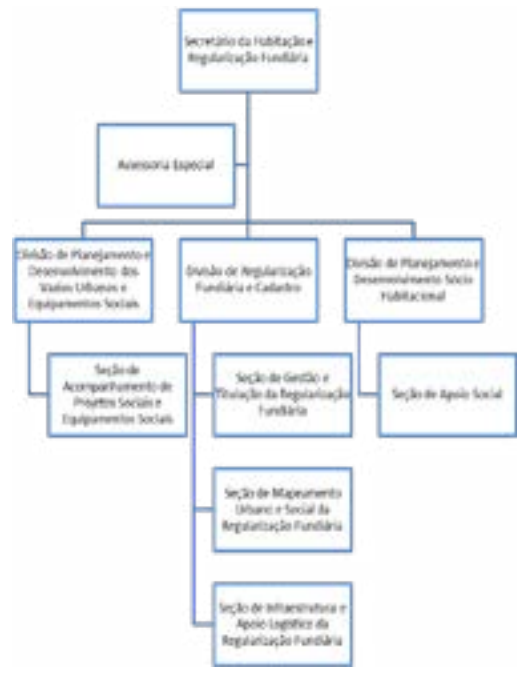 Secretário da Habitação e
Regularização Fundiária
Assessoria Especial
Divisão de Planejamento e
Desenvolvimento dos
Vazios Urbanos e
Equipamentos Sociais
Divisão de Regularização
Fundiária e Cadastro
Divisão de Planejamento e
Desenvolvimento Sócio
Habitacional
Seção de
Acompanhamento de
Projetos Sociais e
Equipamentos Sociais
Seção de Gestão e
Titulação da Regularização
Fundiária
Seção de Apoio Social
Seção de Mapeamento
Urbano e Social da
Regularização Fundiária
Seção de Infraestrutura e
Apoio Logístico da
Regularização Fundiária